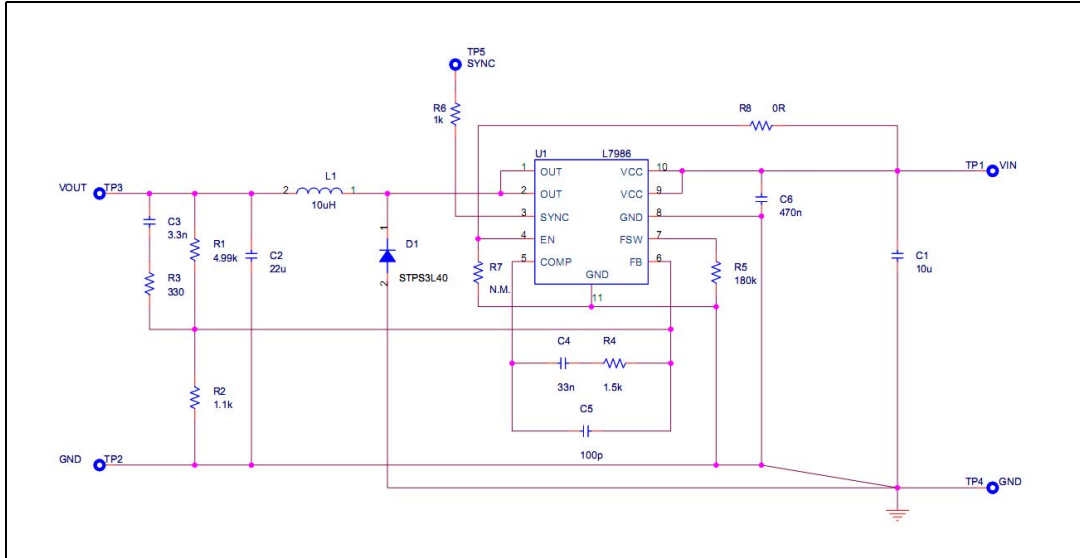 TP5
SYNC
R6
1k
R8 0R
U1 L7986
1 OUT VCC 10
2 OUT VCC 9
3 SYNC GND 8
4 EN FSW 7
5 COMP FB 6
GND
11
TP1 VIN
VOUT TP3
L1
2 1
10uH
C3
3.3n
R1
4.99k
C2
22u
R3
330
1
D1
STPS3L40
2
R7
N.M.
R5
180k
C6
470n
C1
10u
C4 R4
33n 1.5k
R2
1.1k
C5
100p
GND TP2
TP4 GND